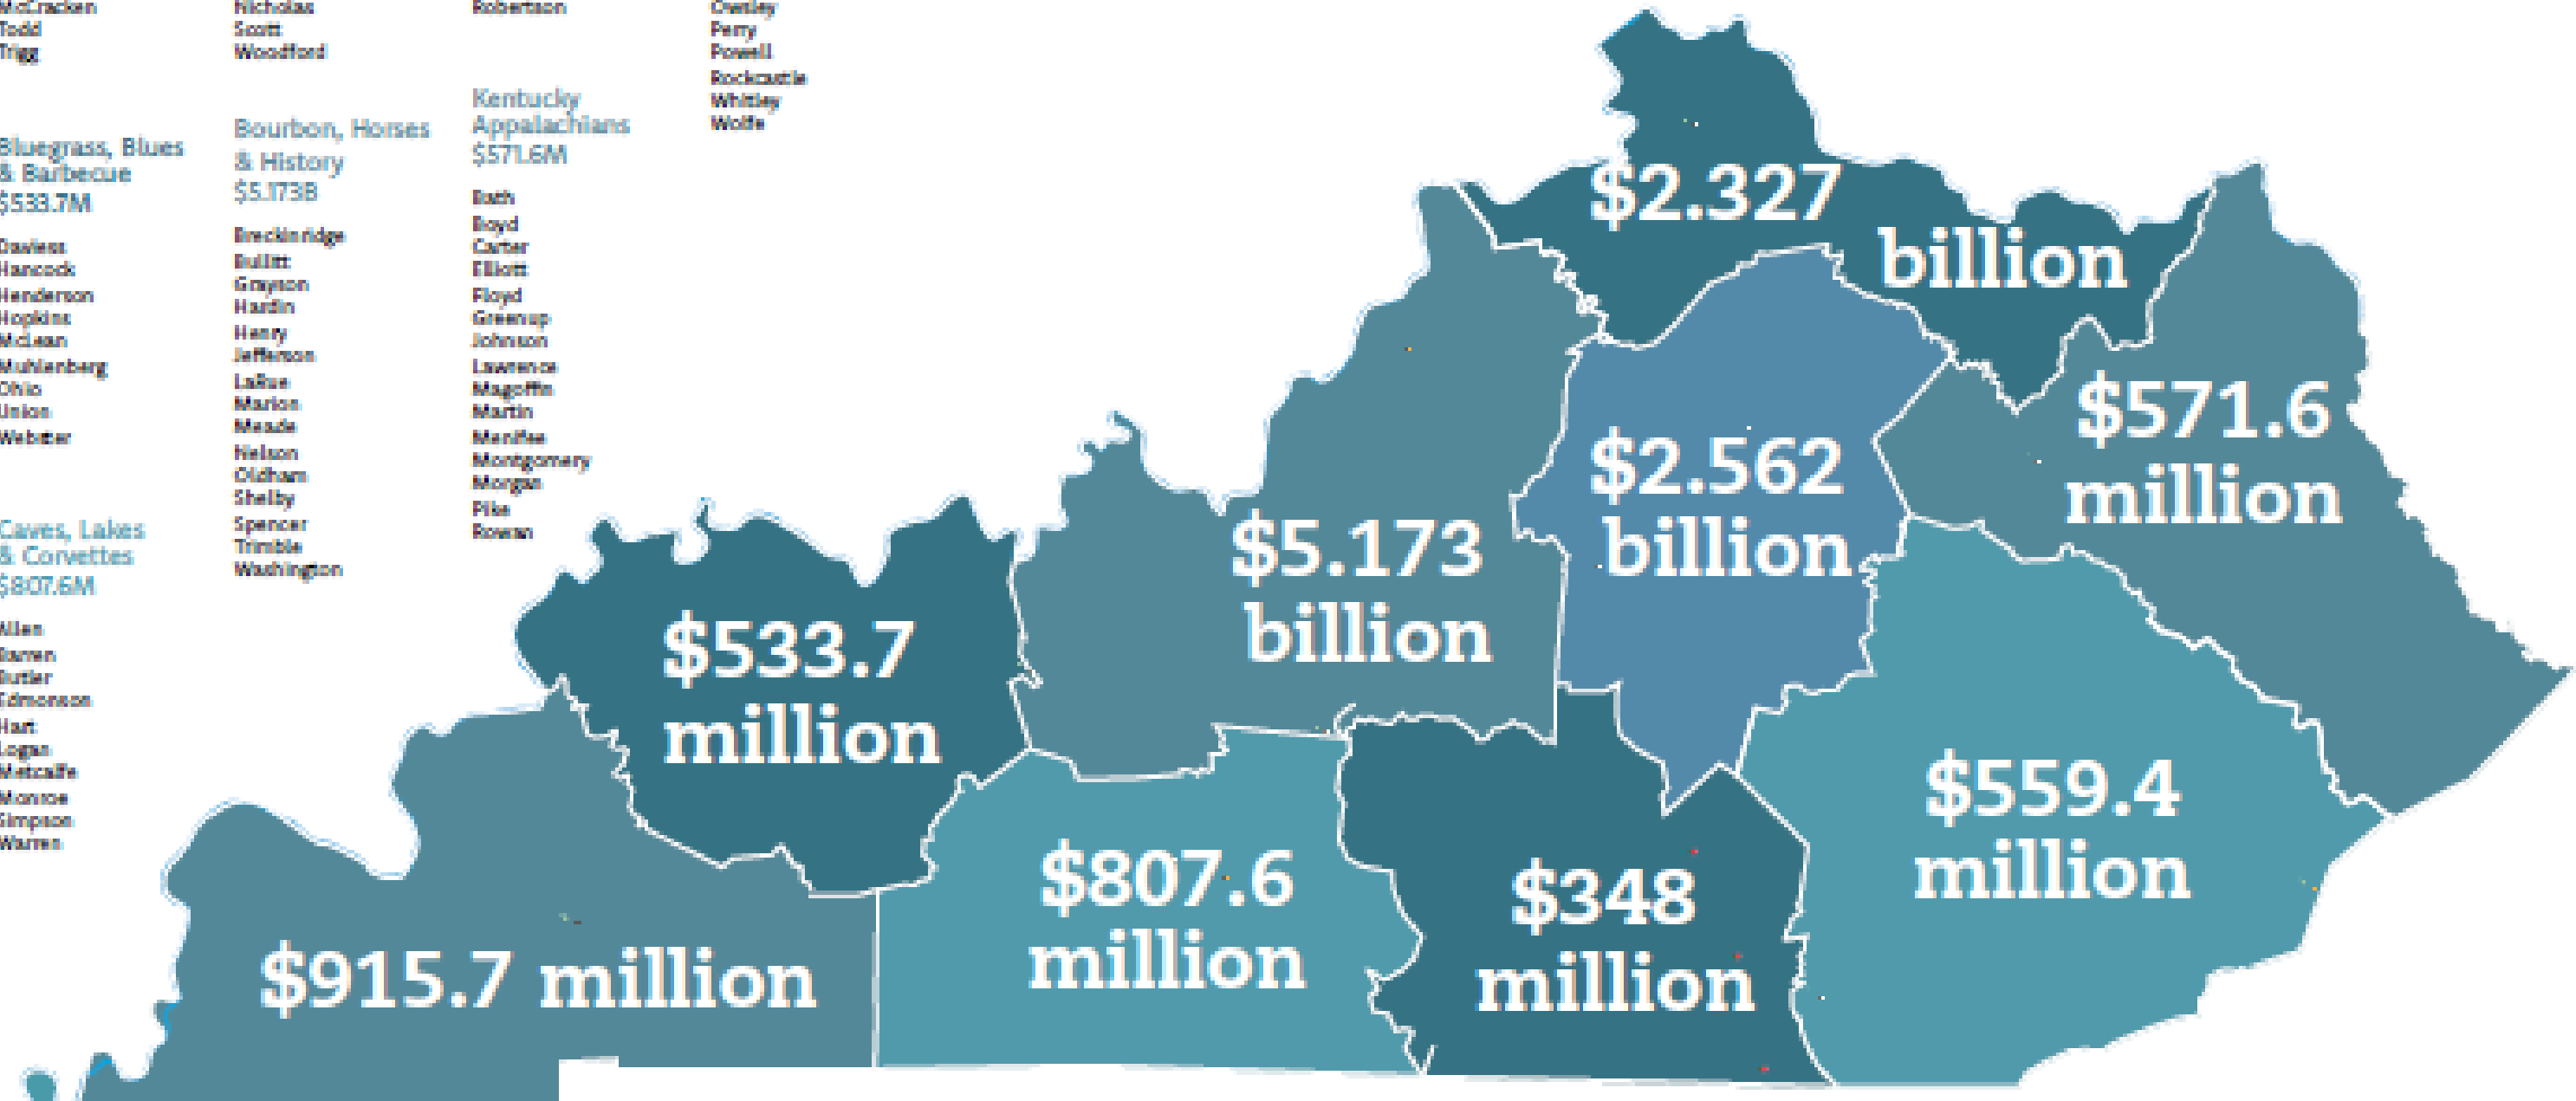 McCracken
Todd
Trigg
Nicholas
Scott
Woodford
Robertson
Owsley
Perry
Powell
Rockcastle
Whitley
Wolfe
Bluegrass, Blues
& Barbecue
$533.7M
Daviess
Hancock
Henderson
Hopkins
McLean
Muhlenberg
Ohio
Union
Webster
Caves, Lakes
& Corvettes
$807.6M
Allen
Barren
Butler
Edmonson
Hart
Logan
Metcalfe
Monroe
Simpson
Warren
Bourbon, Horses
& History
$5.173B
Breckinridge
Bullitt
Grayson
Hardin
Henry
Jefferson
LaRue
Marion
Meade
Nelson
Oldham
Shelby
Spencer
Trimble
Washington
Kentucky
Appalachians
$571.6M
Bath
Boyd
Carter
Elliott
Floyd
Greenup
Johnson
Lawrence
Magoffin
Martin
Menifee
Montgomery
Morgan
Pike
Rowan
$2.327
billion
$571.6
million
$2.562
billion
$5.173
billion
$533.7
million
$559.4
million
$807.6
million
$348
million
$915.7 million